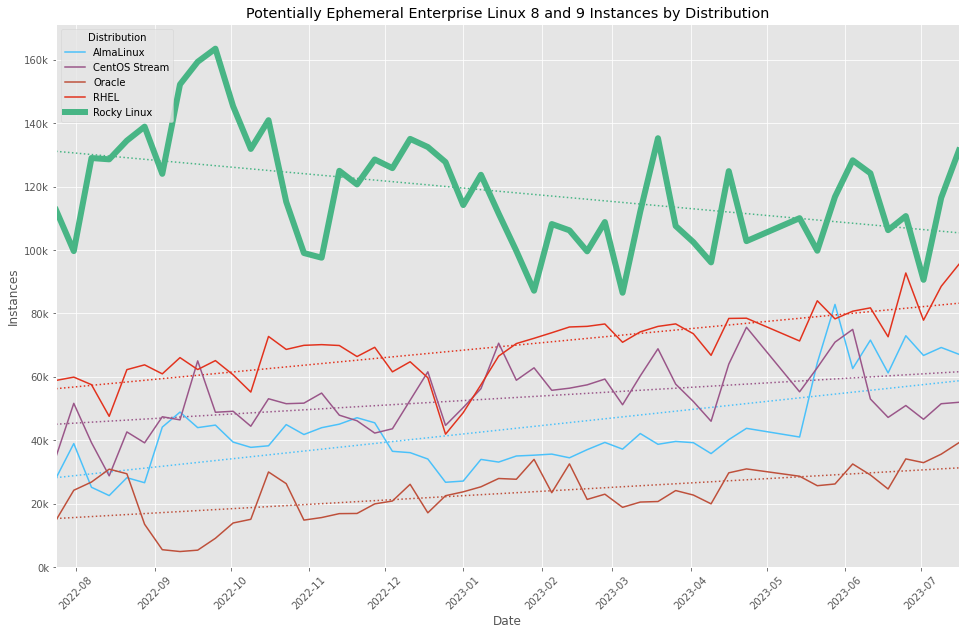 Potentially Ephemeral Enterprise Linux 8 and 9 Instances by Distribution
Distribution
AlmaLinux
CentOS Stream
Oracle
RHEL
Rocky Linux
160k
140k
120k
100k
80k
60k
40k
20k
0k
Instances
2022-08
2022-09
2022-10
2022-11
2022-12
2023-01
2023-02
2023-03
2023-04
2023-05
2023-06
2023-07
Date